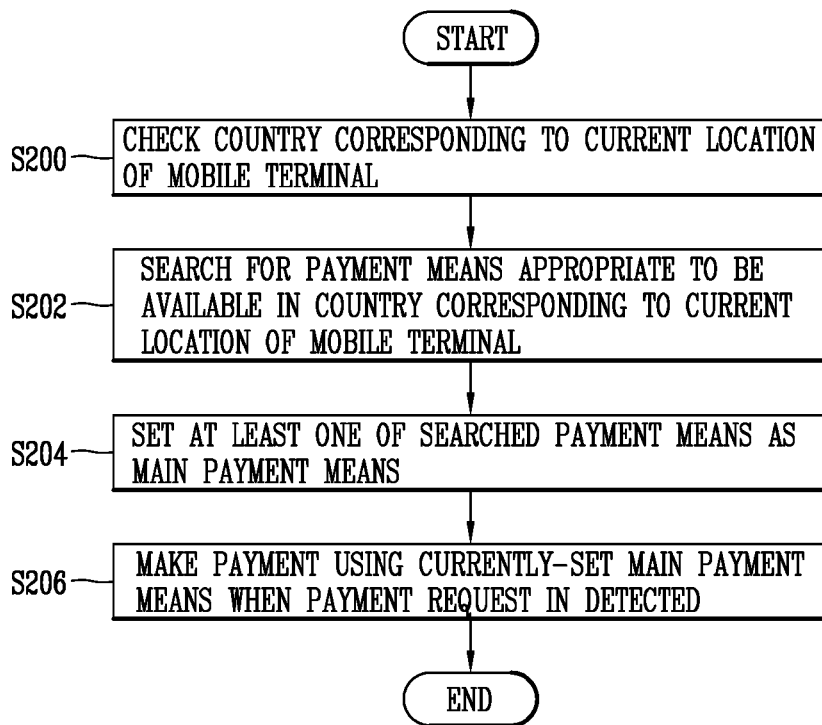 START
S200
CHECK COUNTRY CORRESPONDING TO CURRENT LOCATION
OF MOBILE TERMINAL
S202
SEARCH FOR PAYMENT MEANS APPROPRIATE TO BE
AVAILABLE IN COUNTRY CORRESPONDING TO CURRENT
LOCATION OF MOBILE TERMINAL
S204
SET AT LEAST ONE OF SEARCHED PAYMENT MEANS AS
MAIN PAYMENT MEANS
S206
MAKE PAYMENT USING CURRENTLY-SET MAIN PAYMENT
MEANS WHEN PAYMENT REQUEST IN DETECTED
END